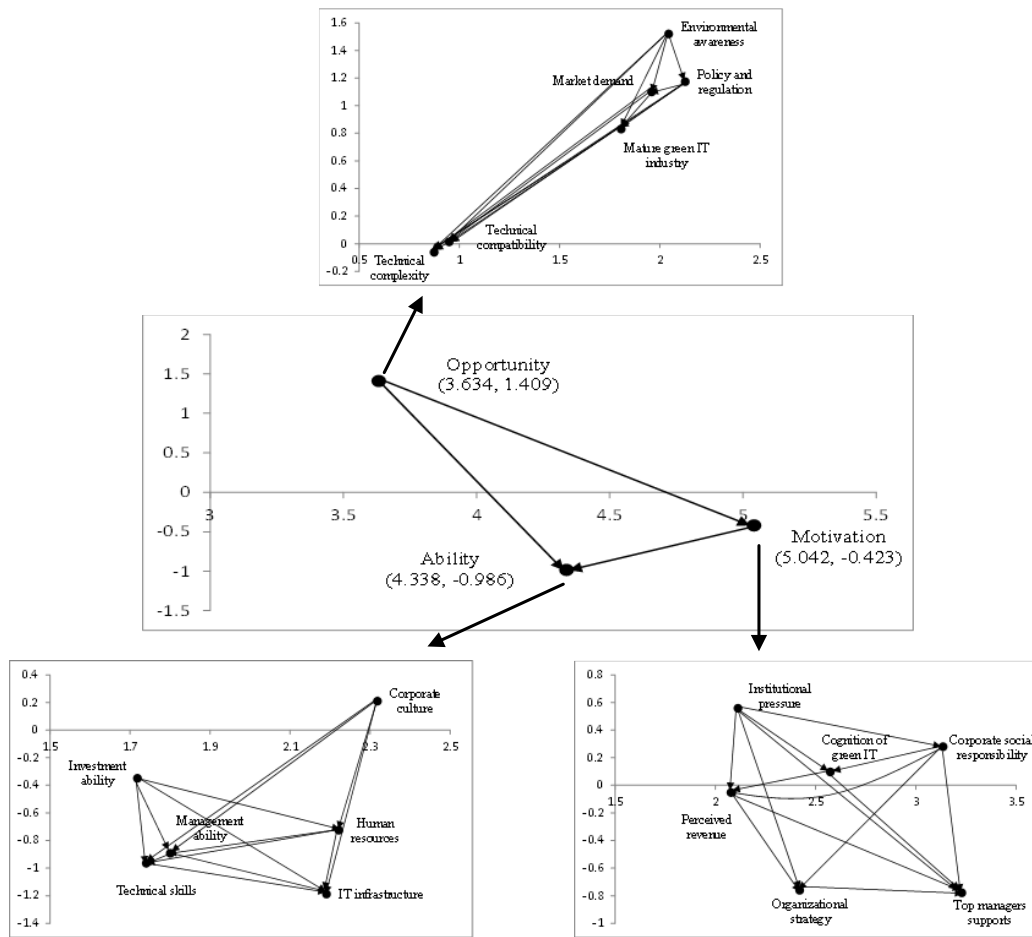 1.6
1.4
1.2
1
0.8
0.6
0.4
0.2
0
-0.2
0.5
1
1.5
2
2.5
Environmental
awareness
Market demand
Policy and
regulation
Mature green IT
industry
Technical
compatibility
Technical
complexity
2
1.5
1
0.5
0
-0.5
-1
-1.5
3
3.5
4
4.5
5
5.5
Opportunity
(3.634, 1.409)
Motivation
(5.042, -0.423)
Ability
(4.338, -0.986)
0.4
0.2
0
-0.2
-0.4
-0.6
-0.8
-1
-1.2
-1.4
1.5
1.7
1.9
2.1
2.3
2.5
Corporate
culture
Investment
ability
Management
ability
Human
resources
Technical skills
IT infrastructure
0.8
0.6
0.4
0.2
0
-0.2
-0.4
-0.6
-0.8
-1
1.5
2
2.5
3
3.5
Institutional
pressure
Cognition of
green IT
Corporate social
responsibility
Perceived
revenue
Organizational
strategy
Top managers
supports